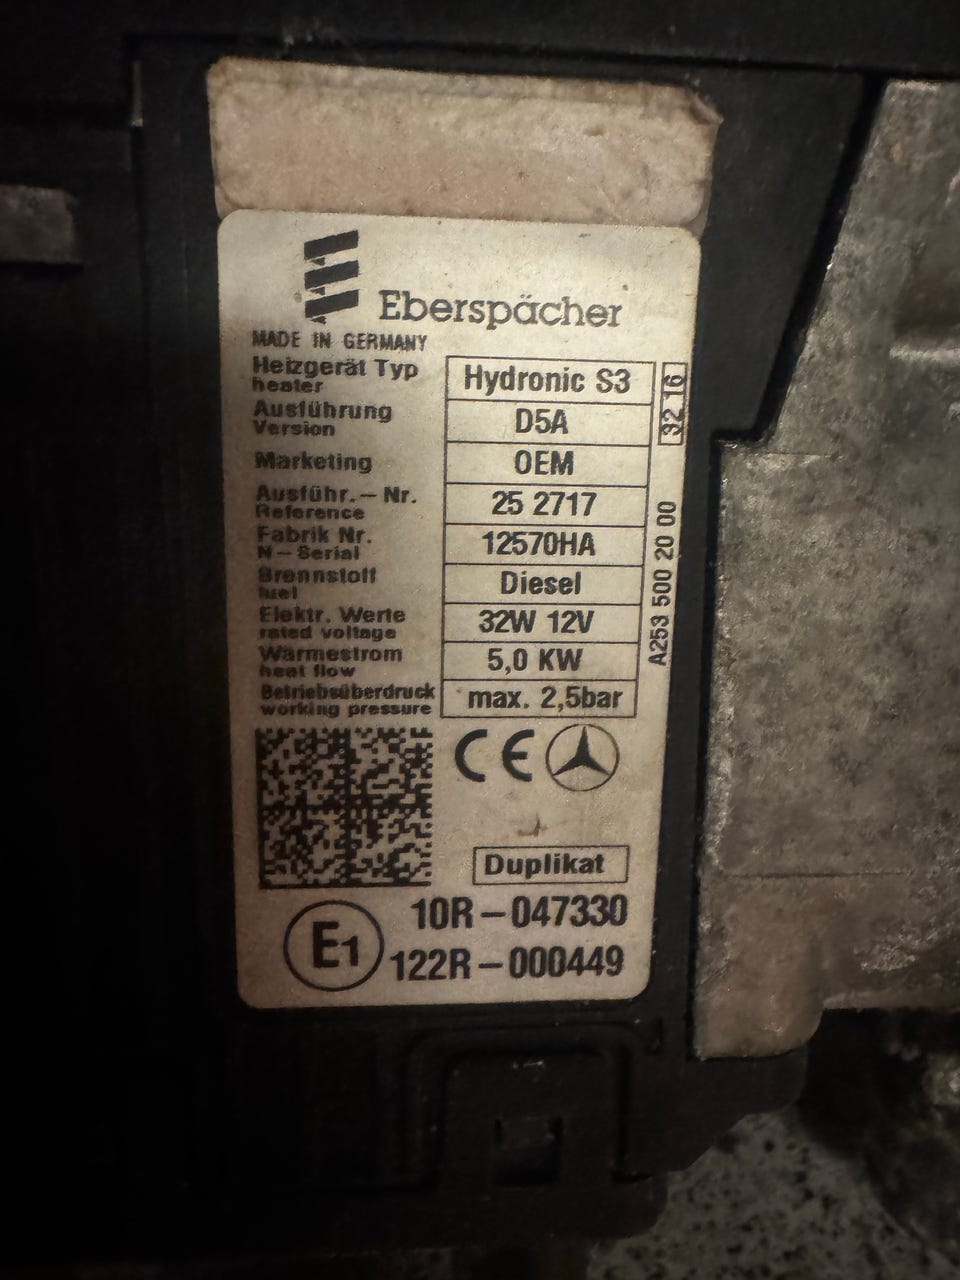 Eberspächer
MADE IN GERMANY
Heizgerät Typ Hydronic S3
heater
Ausführung D5A
Version
Marketing OEM
Ausführ.-Nr. 25 2717
Reference
Fabrik Nr. 12570HA
N-Serial
Brennstoff Diesel
fuel
Elektr. Werte 32W 12V
rated voltage
Wärmestrom 5,0 KW
heat flow
Betriebsüberdruck max. 2,5bar
working pressure
32 16
A253 500 20 00
CE
Duplikat
E1
10R-047330
122R-000449